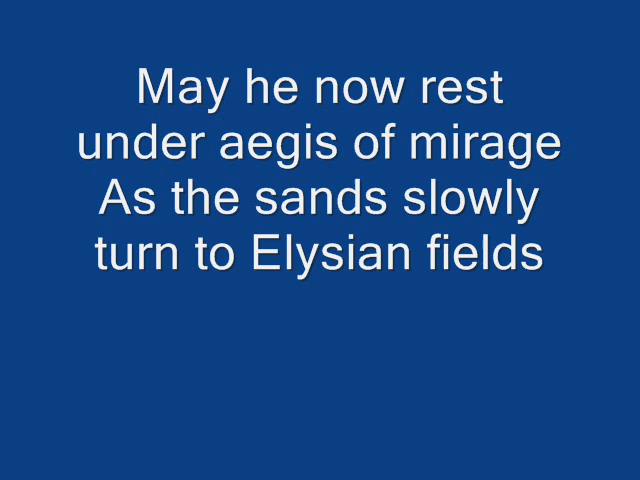 May he now rest
under aegis of mirage
As the sands slowly
turn to Elysian fields